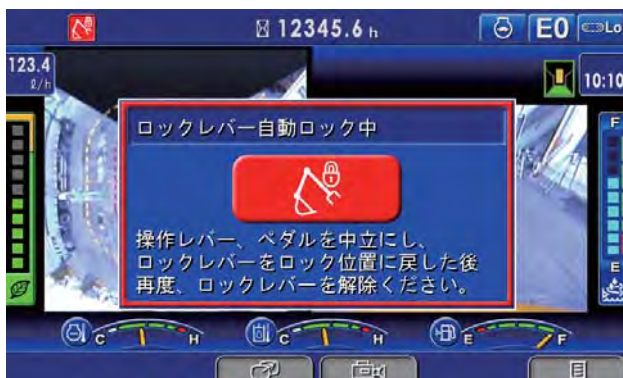 12345.6 h
E0
Lo
123.4
ℓ/h
10:10
ロックレバー自動ロック中
操作レバー、ペダルを中立にし、
ロックレバーをロック位置に戻した後
再度、ロックレバーを解除ください。
F
E
C H
C H
E F